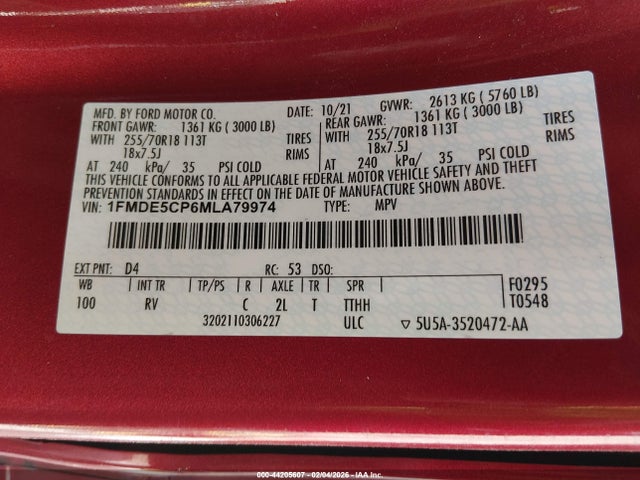 MFD. BY FORD MOTOR CO. DATE: 10/21 GVWR: 2613 KG ( 5760 LB)
FRONT GAWR: 1361 KG ( 3000 LB) REAR GAWR: 1361 KG ( 3000 LB)
WITH 255/70R18 113T TIRES WITH 255/70R18 113T TIRES
18x7.5J RIMS 18x7.5J RIMS
AT 240 kPa/ 35 PSI COLD AT 240 kPa/ 35 PSI COLD
THIS VEHICLE CONFORMS TO ALL APPLICABLE FEDERAL MOTOR VEHICLE SAFETY AND THEFT
PREVENTION STANDARDS IN EFFECT ON THE DATE OF MANUFACTURE SHOWN ABOVE.
VIN: 1FMDE5CP6MLA79974 TYPE: MPV
EXT PNT: D4 RC: 53 DSO:
WB INT TR TP/PS R AXLE TR SPR F0295
100 RV C 2L T TTHH T0548
3202110306227 ULC ▽ 5U5A-3520472-AA
000-44205607 - 02/04/2026 - IAA Inc.